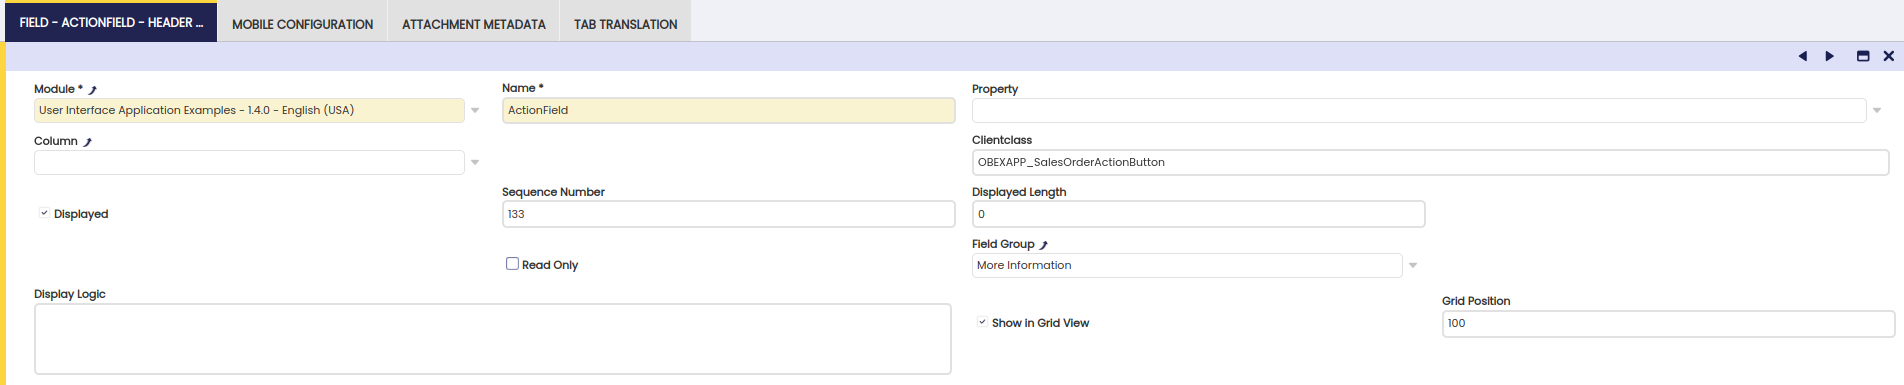 FIELD - ACTIONFIELD - HEADER ...
MOBILE CONFIGURATION
ATTACHMENT METADATA
TAB TRANSLATION
Module *
Name *
Property
User Interface Application Examples - 1.4.0 - English (USA)
ActionField
Column
Clientclass
OBEXAPP_SalesOrderActionButton
Sequence Number
Displayed Length
Displayed
133
0
Field Group
Read Only
More Information
Display Logic
Grid Position
Show in Grid View
100